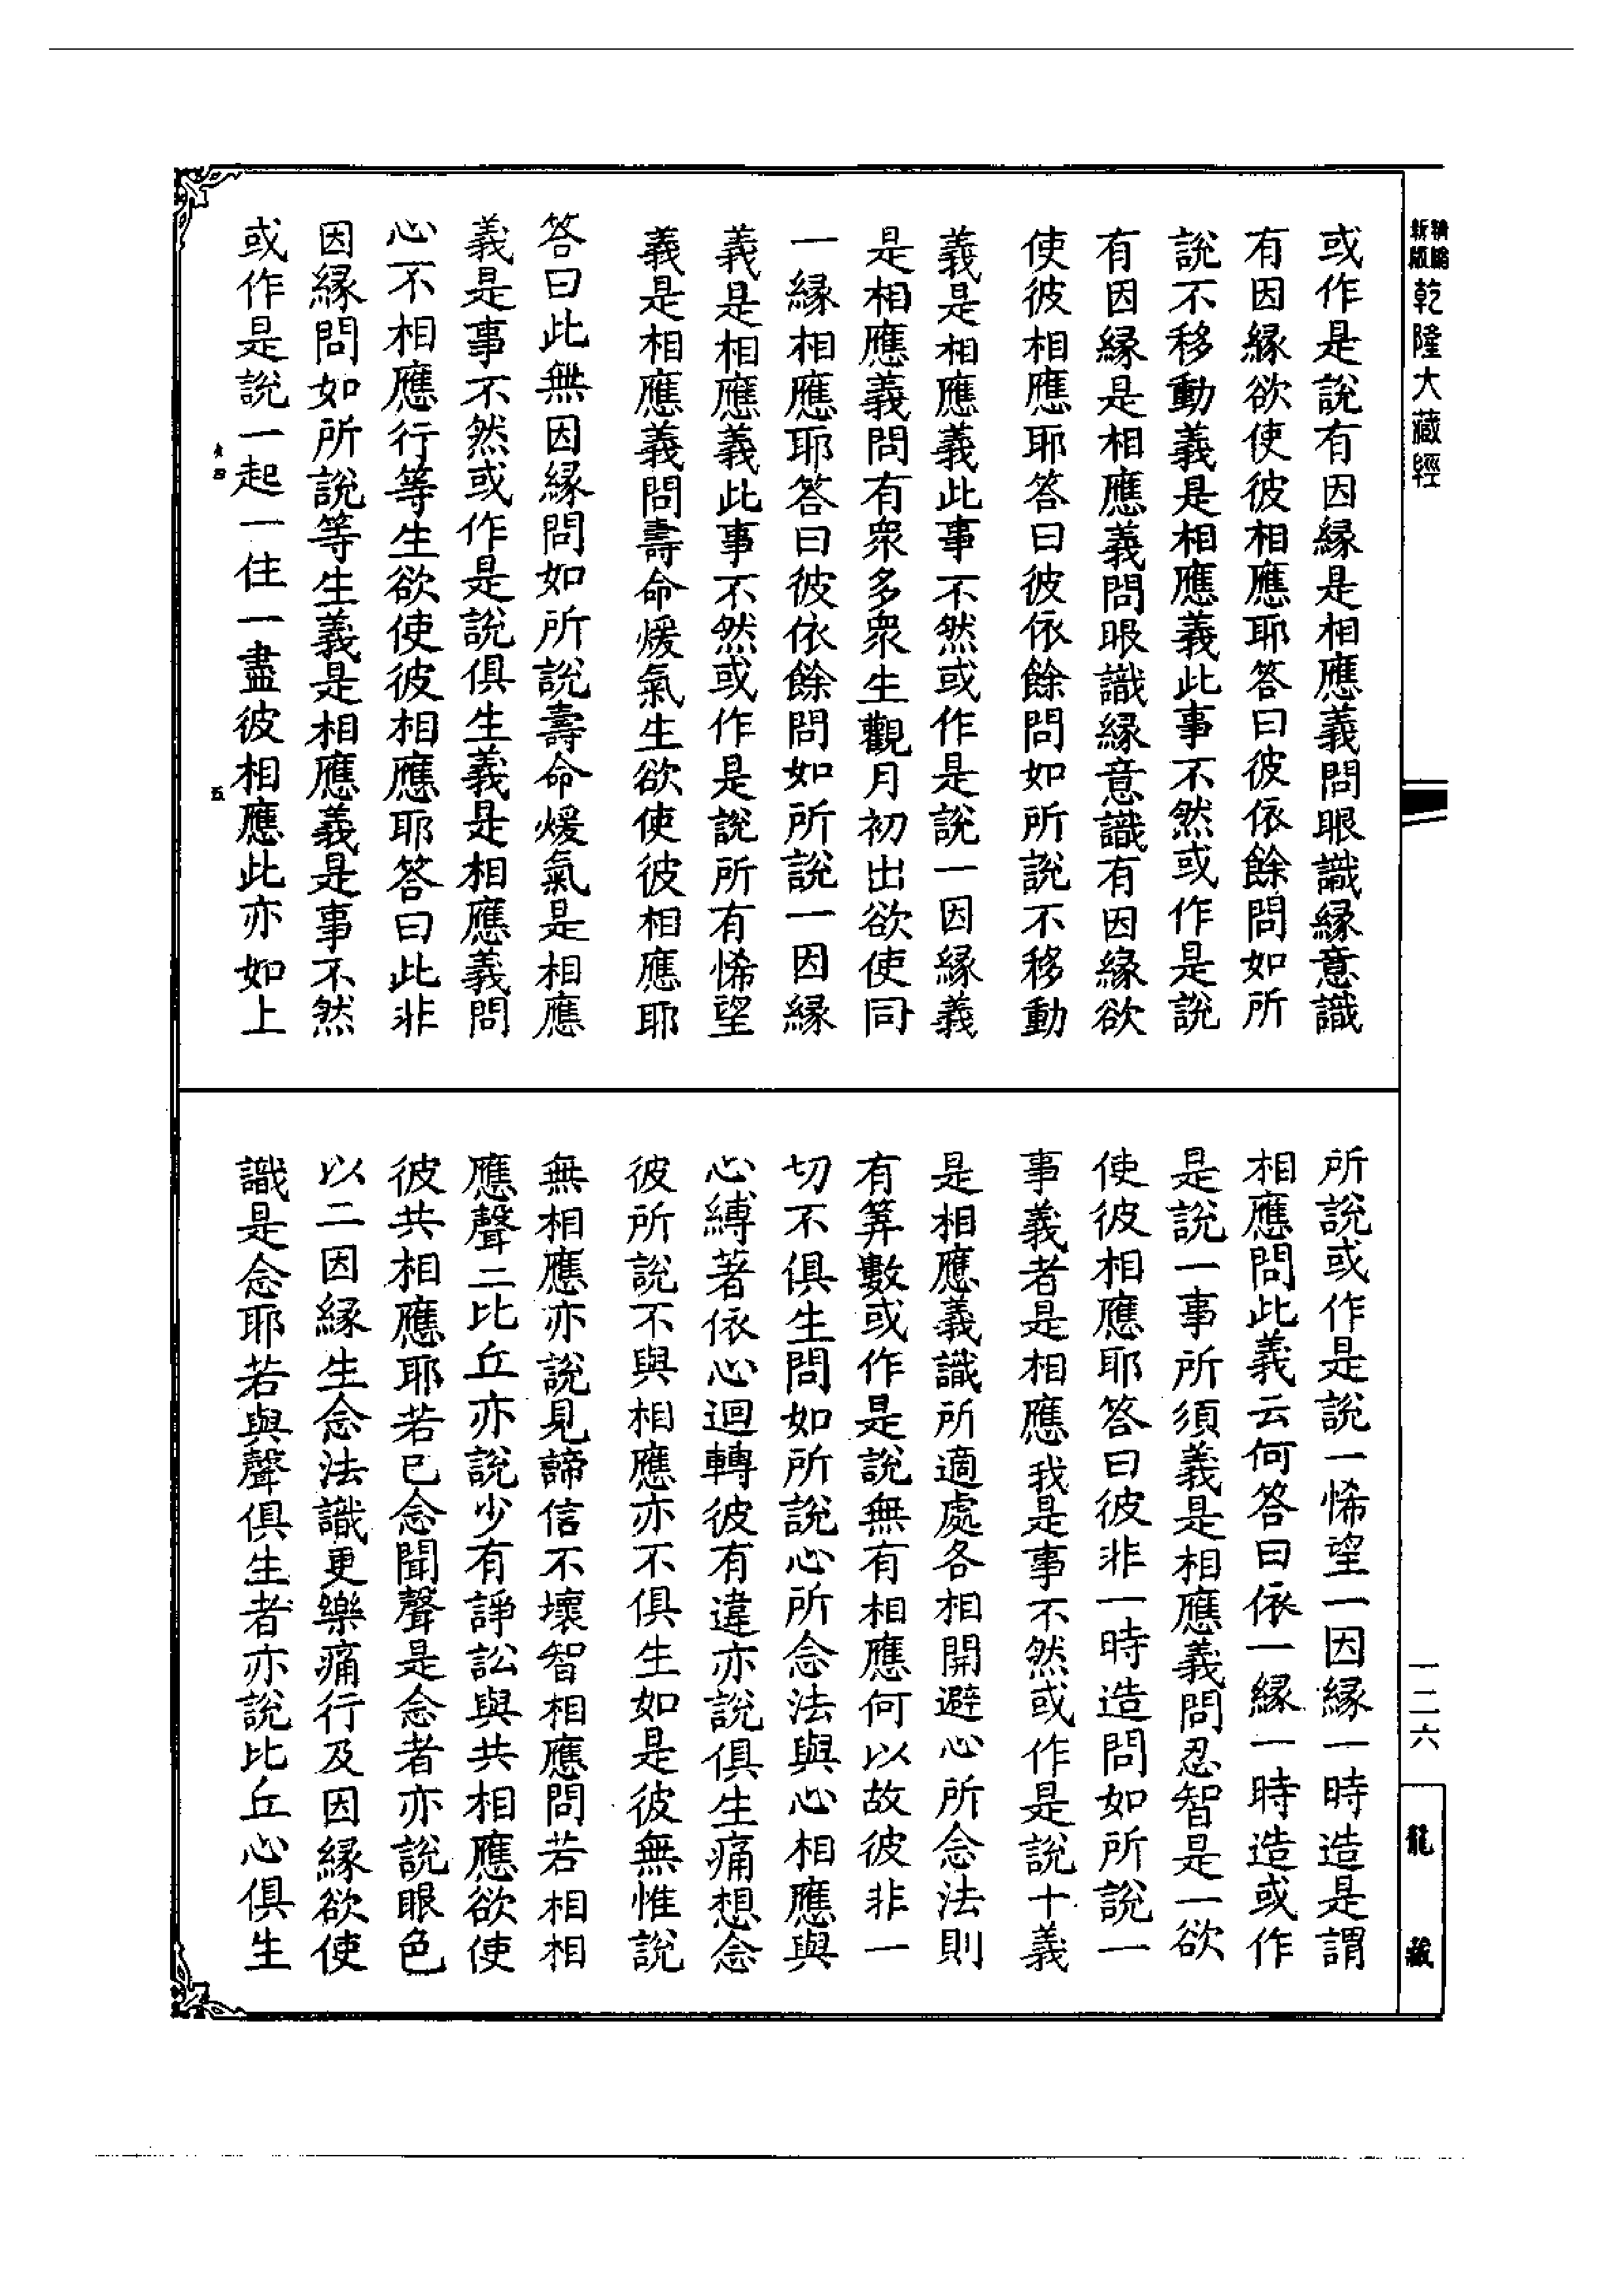 新版
精編
乾隆大藏經
或作是說有因緣是相應義問眼識緣意識
有因緣欲使彼相應耶答曰彼依餘問如所
說不移動義是相應義此事不然或作是說
有因緣是相應義問眼識緣意識有因緣欲
使彼相應耶答曰彼依餘問如所說不移動
義是相應義此事不然或作是說一因緣義
是相應義問有衆多衆生觀月初出欲使同
一緣相應耶答曰彼依餘問如所說一因緣
義是相應義此事不然或作是說所有悕望
義是相應義問壽命煖氣生欲使彼相應耶
答曰此無因緣問如所說壽命煖氣是相應
義是事不然或作是說俱生義是相應義問
心不相應行等生欲使彼相應耶答曰此非
因緣問如所說等生義是相應義是事不然
或作是說一起一住一盡彼相應此亦如上
五
所說或作是說一悕望一因緣一時造是謂
相應問此義云何答曰依一緣一時造或作
是說一事所須義是相應義問忍智是一欲
使彼相應耶答曰彼非一時造問如所說一
事義者是相應我是事不然或作是說十義
是相應義識所適處各相開避心所念法則
有筭數或作是說無有相應何以故彼非一
切不俱生問如所說心所念法與心相應與
心縛著依心迴轉彼有違亦說俱生痛想念
彼所說不與相應亦不俱生如是彼無惟說
無相應亦說見諦信不壞智相應問若相相
應聲二比丘亦說少有諍訟與共相應欲使
彼共相應耶若已念聞聲是念者亦說眼色
以二因緣生念法識更樂痛行及因緣欲使
識是念耶若與聲俱生者亦說比丘心俱生
一二六
龍藏